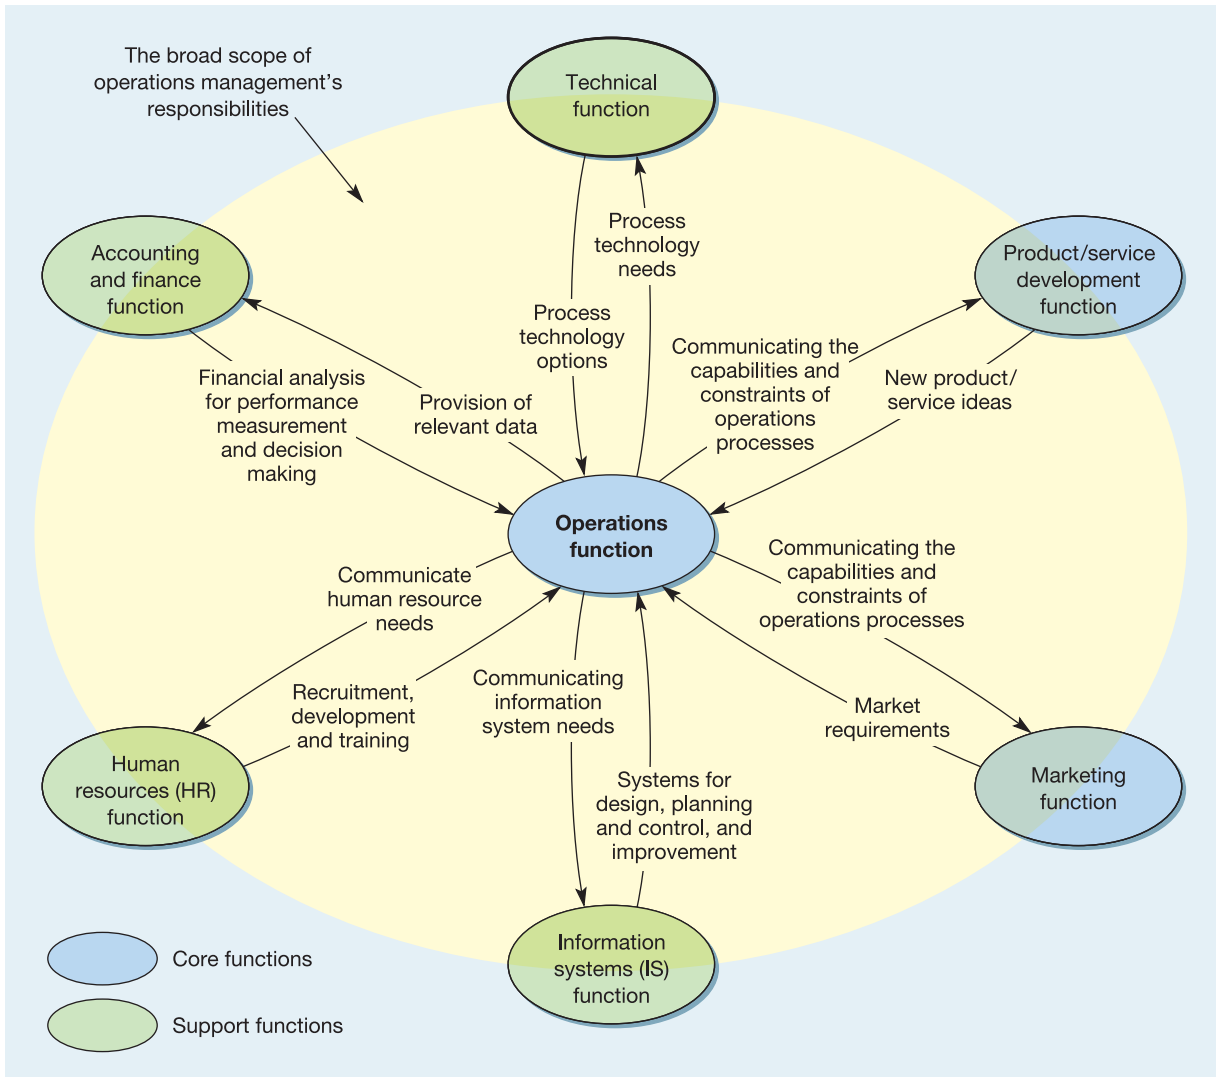 The broad scope of
operations management’s
responsibilities
Technical
function
Accounting
and finance
function
Product/service
development
function
Process
technology
needs
Process
technology
options
Financial analysis
for performance
measurement
and decision
making
Provision of
relevant data
Communicating the
capabilities and
constraints of
operations
processes
New product/
service ideas
Operations
function
Communicate
human resource
needs
Recruitment,
development
and training
Communicating
information
system needs
Systems for
design, planning
and control, and
improvement
Communicating the
capabilities and
constraints of
operations processes
Market
requirements
Human
resources (HR)
function
Marketing
function
Information
systems (IS)
function
Core functions
Support functions